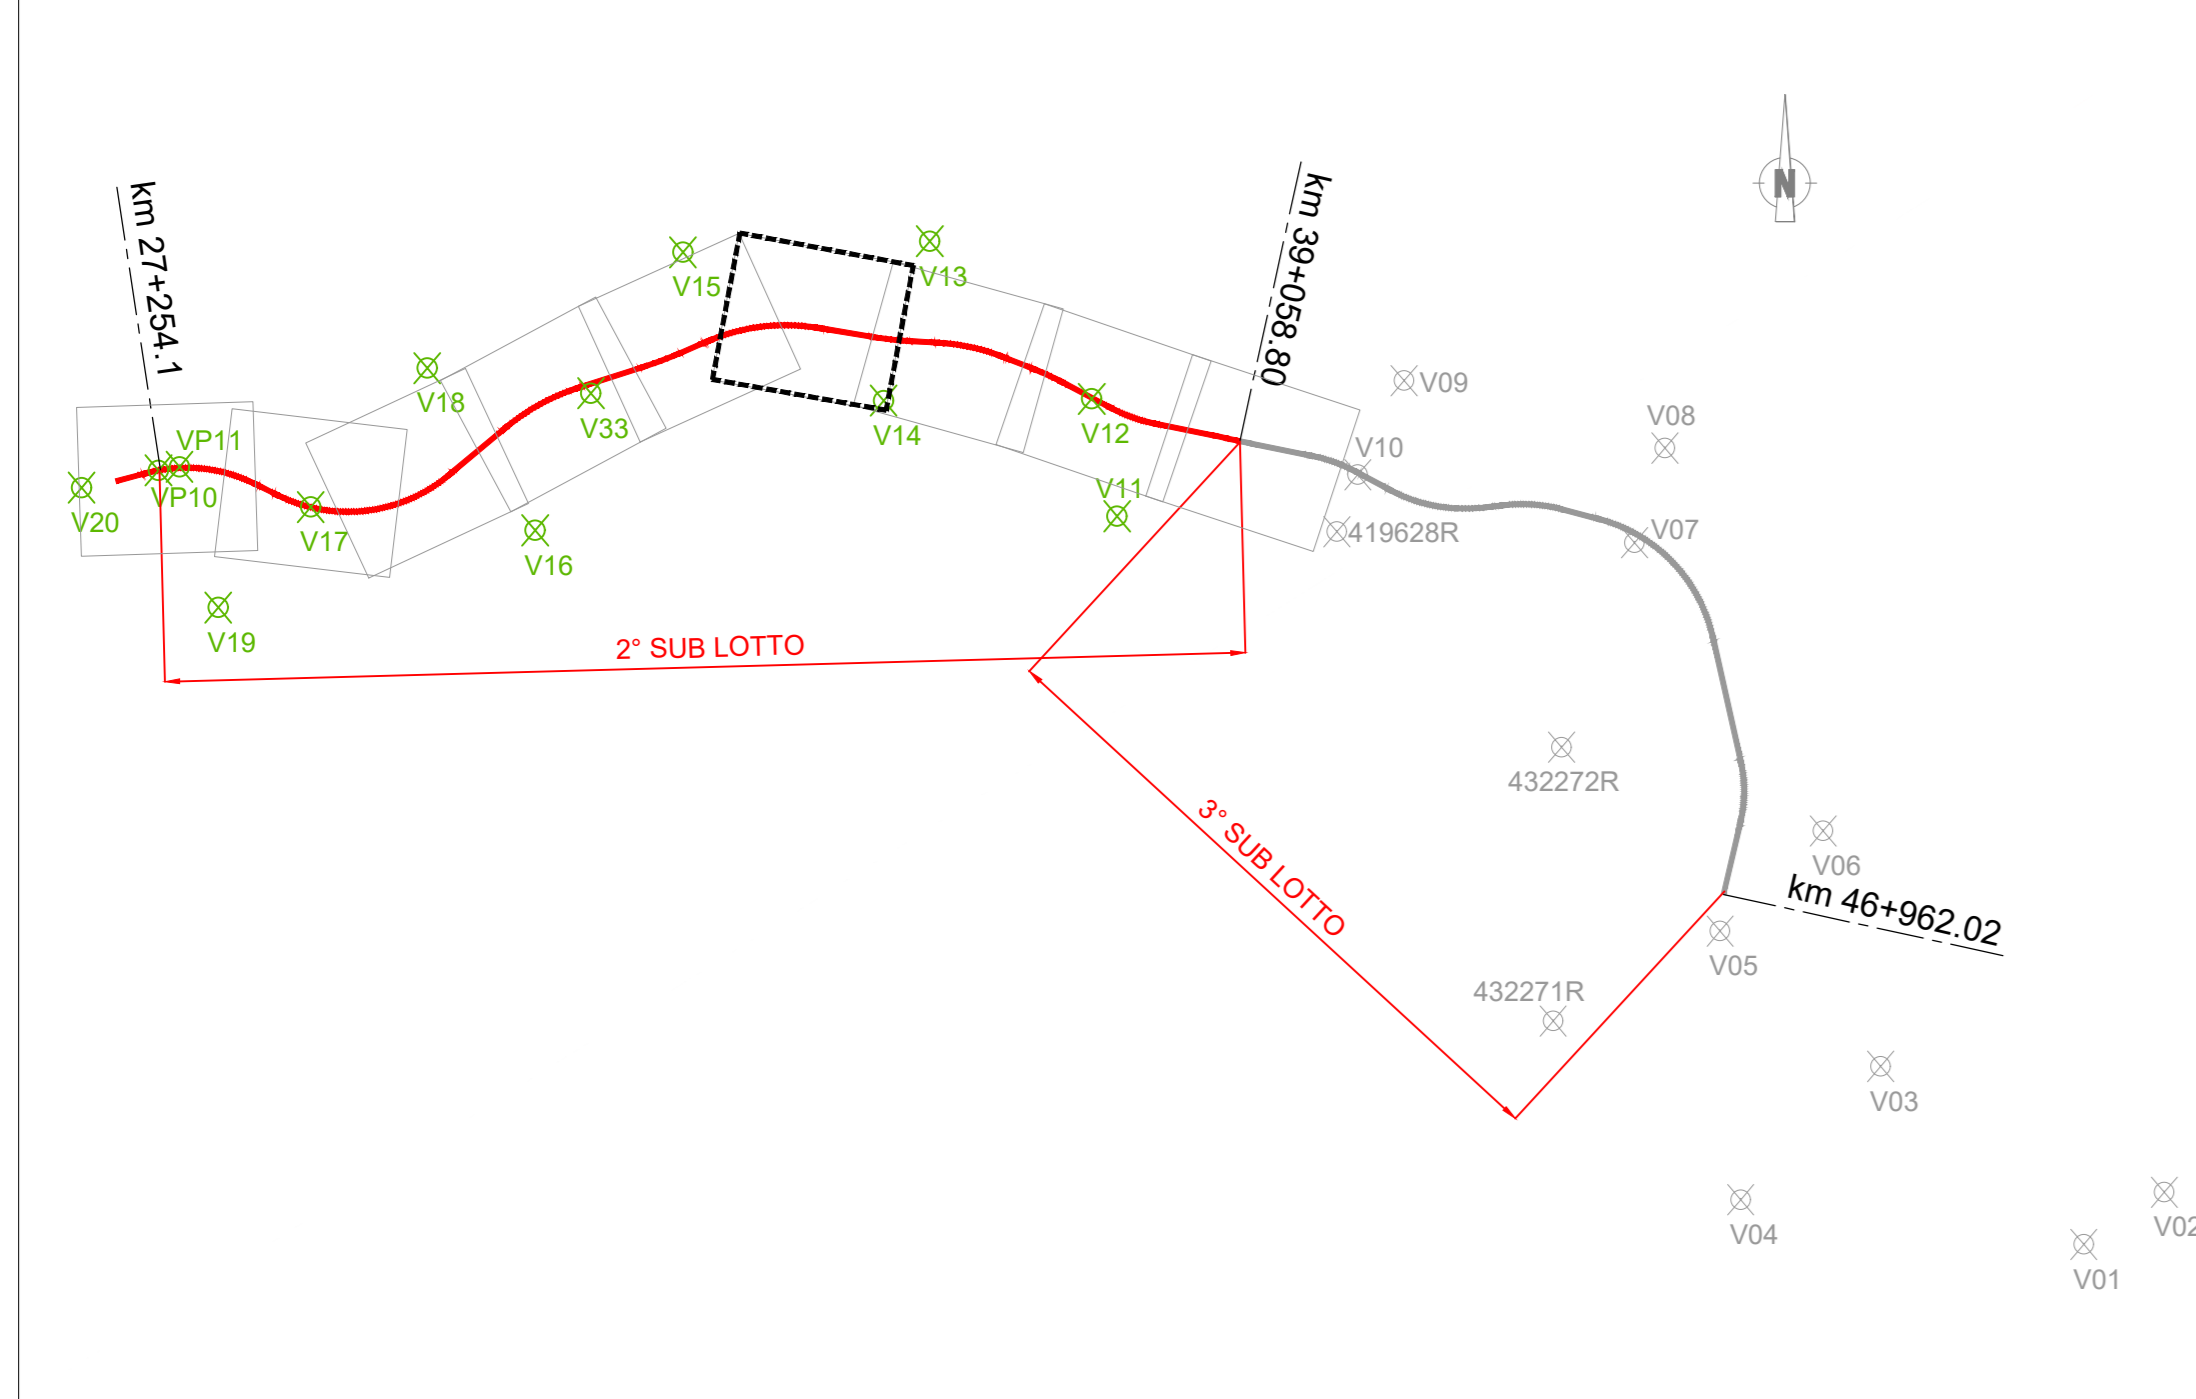 km 27+254.1
km 39+058.80
N
V15
V13
V18
V33
V14
V12
V09
V08
V10
VP11
VP10
V20
V17
V16
V11
419628R
V07
V19
2° SUB LOTTO
432272R
3° SUB LOTTO
V06
km 46+962.02
V05
432271R
V03
V04
V02
V01